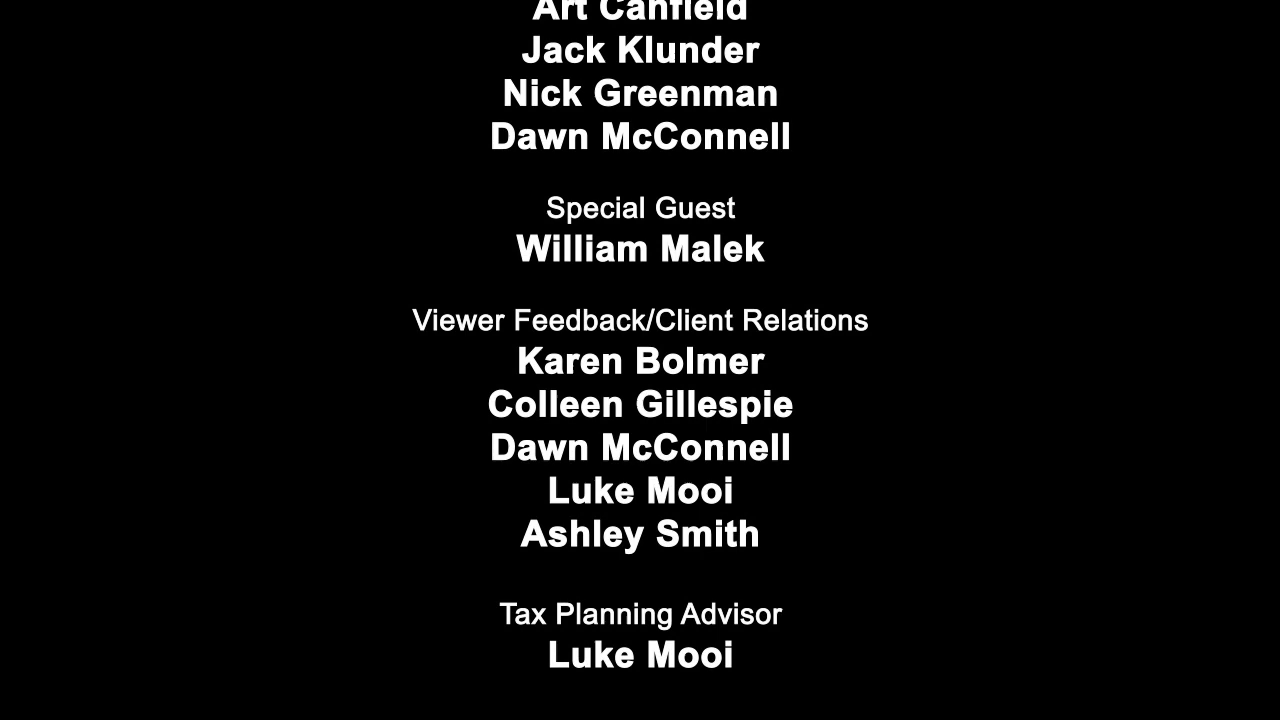 Art Canfield
Jack Klunder
Nick Greenman
Dawn McConnell
Special Guest
William Malek
Viewer Feedback/Client Relations
Karen Bolmer
Colleen Gillespie
Dawn McConnell
Luke Mooi
Ashley Smith
Tax Planning Advisor
Luke Mooi